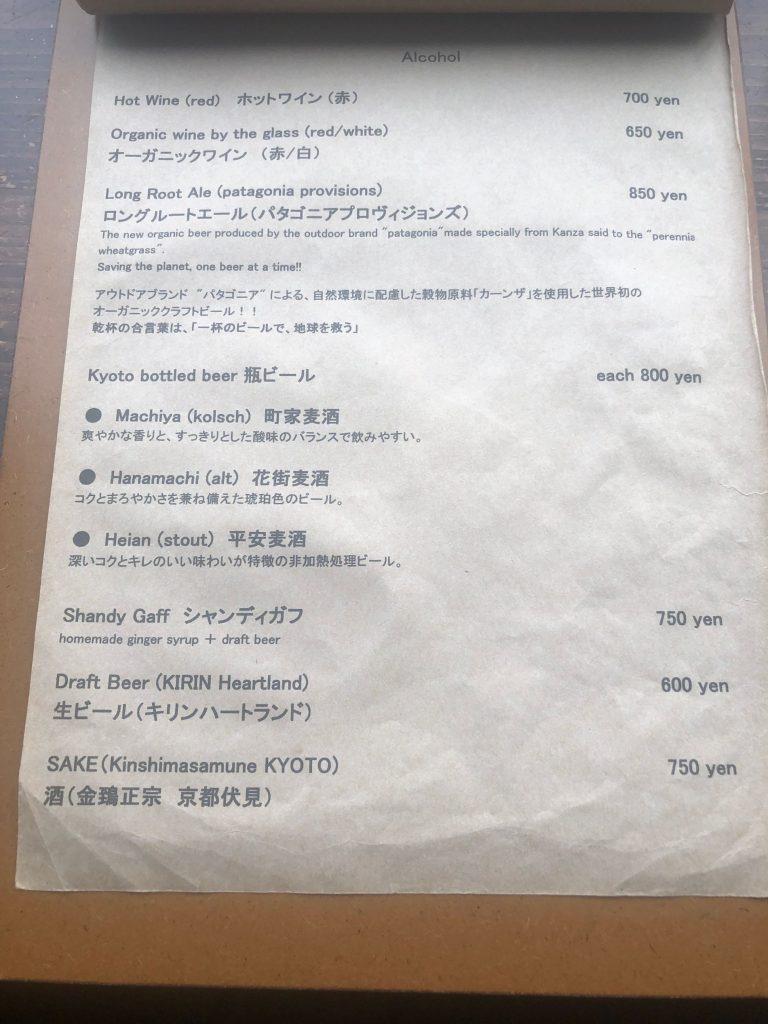 Alcohol
Hot Wine (red) ホットワイン (赤) 700 yen
Organic wine by the glass (red/white) 650 yen
オーガニックワイン (赤/白)
Long Root Ale (patagonia provisions) 850 yen
ロングルートエール(パタゴニアプロヴィジョンズ)
The new organic beer produced by the outdoor brand "patagonia"made specially from Kanza said to the "perennia
wheatgrass".
Saving the planet, one beer at a time!!
アウトドアブランド "パタゴニア" による、自然環境に配慮した穀物原料「カーンザ」を使用した世界初の
オーガニッククラフトビール！！
乾杯の合言葉は、「一杯のビールで、地球を救う」
Kyoto bottled beer 瓶ビール each 800 yen
● Machiya (kolsch) 町家麦酒
爽やかな香りと、すっきりとした酸味のバランスで飲みやすい。
● Hanamachi (alt) 花街麦酒
コクとまろやかさを兼ね備えた琥珀色のビール。
● Heian (stout) 平安麦酒
深いコクとキレのいい味わいが特徴の非加熱処理ビール。
Shandy Gaff シャンディガフ 750 yen
homemade ginger syrup ＋ draft beer
Draft Beer (KIRIN Heartland) 600 yen
生ビール(キリンハートランド)
SAKE(Kinshimasamune KYOTO) 750 yen
酒(金鵄正宗 京都伏見)